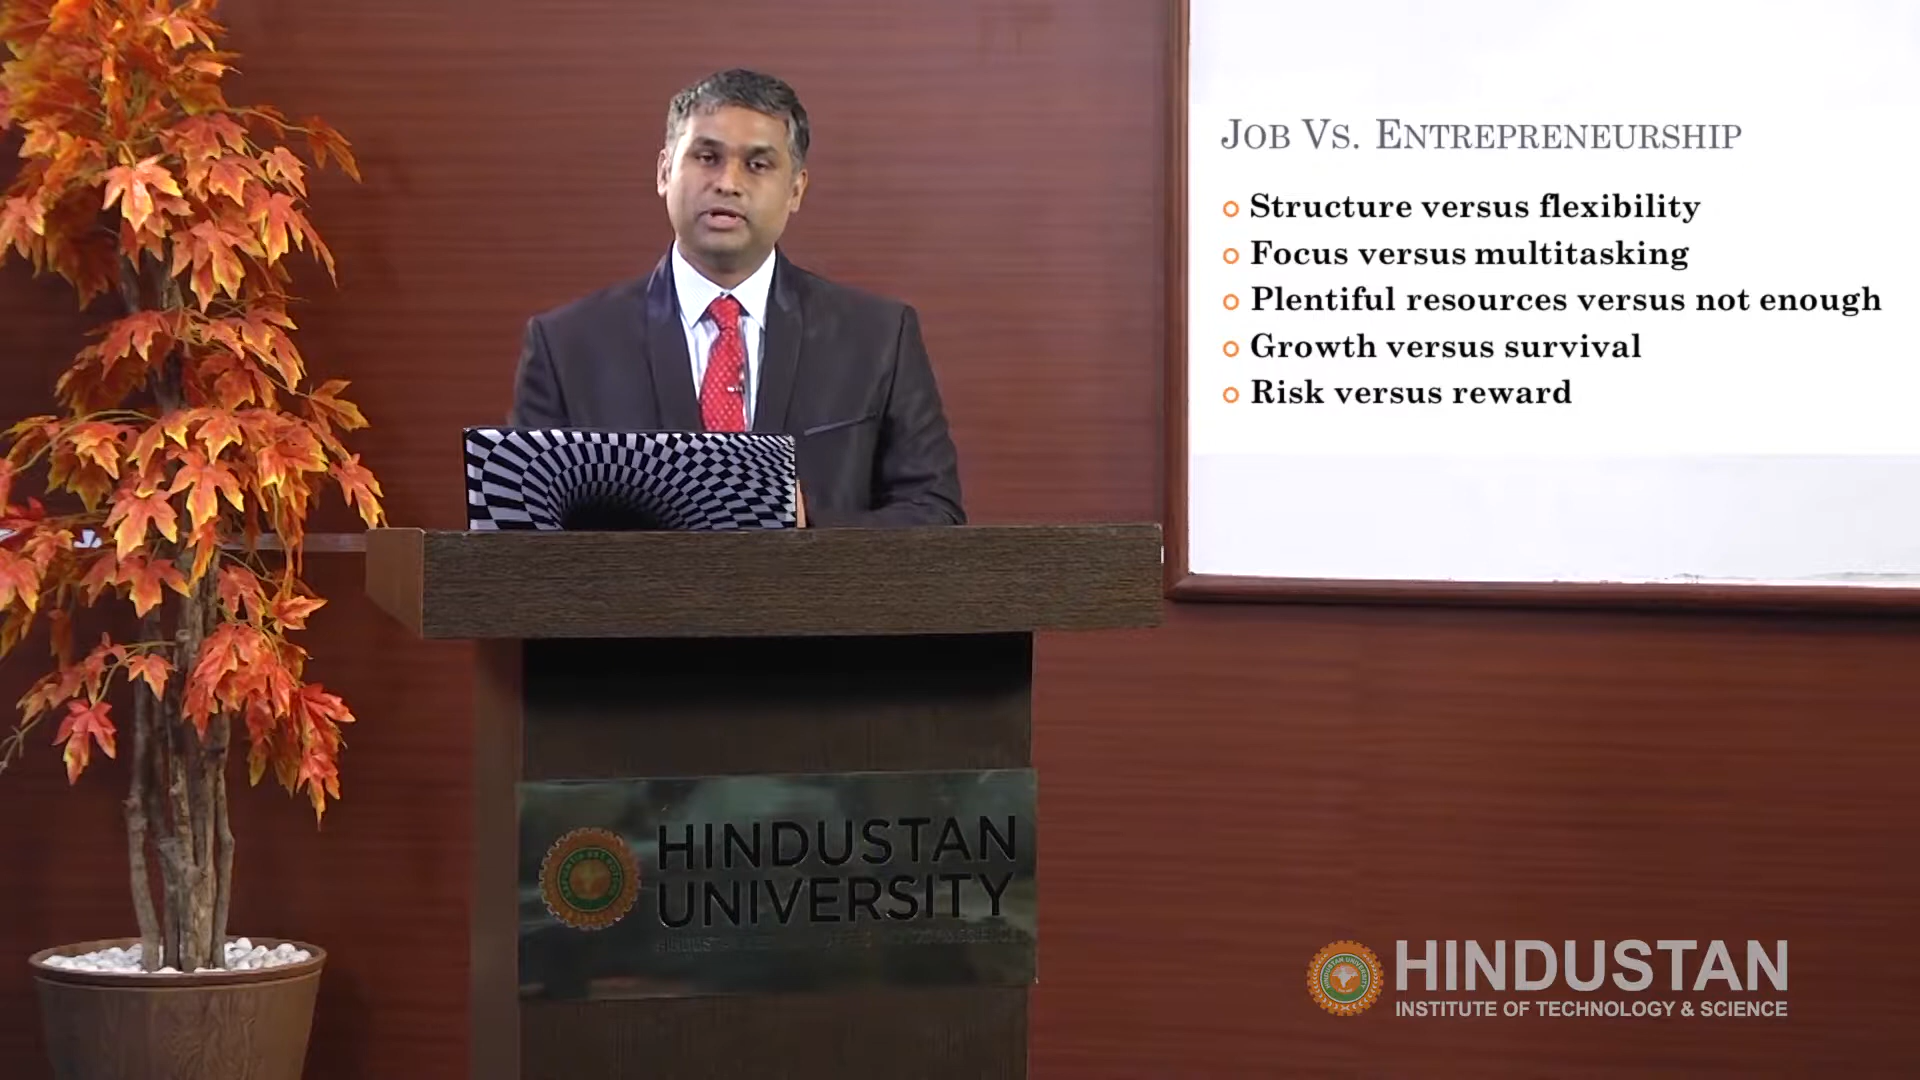 JOB VS. ENTREPRENEURSHIP
Structure versus flexibility
Focus versus multitasking
Plentiful resources versus not enough
Growth versus survival
Risk versus reward
HINDUSTAN
UNIVERSITY
HINDUSTAN
INSTITUTE OF TECHNOLOGY & SCIENCE